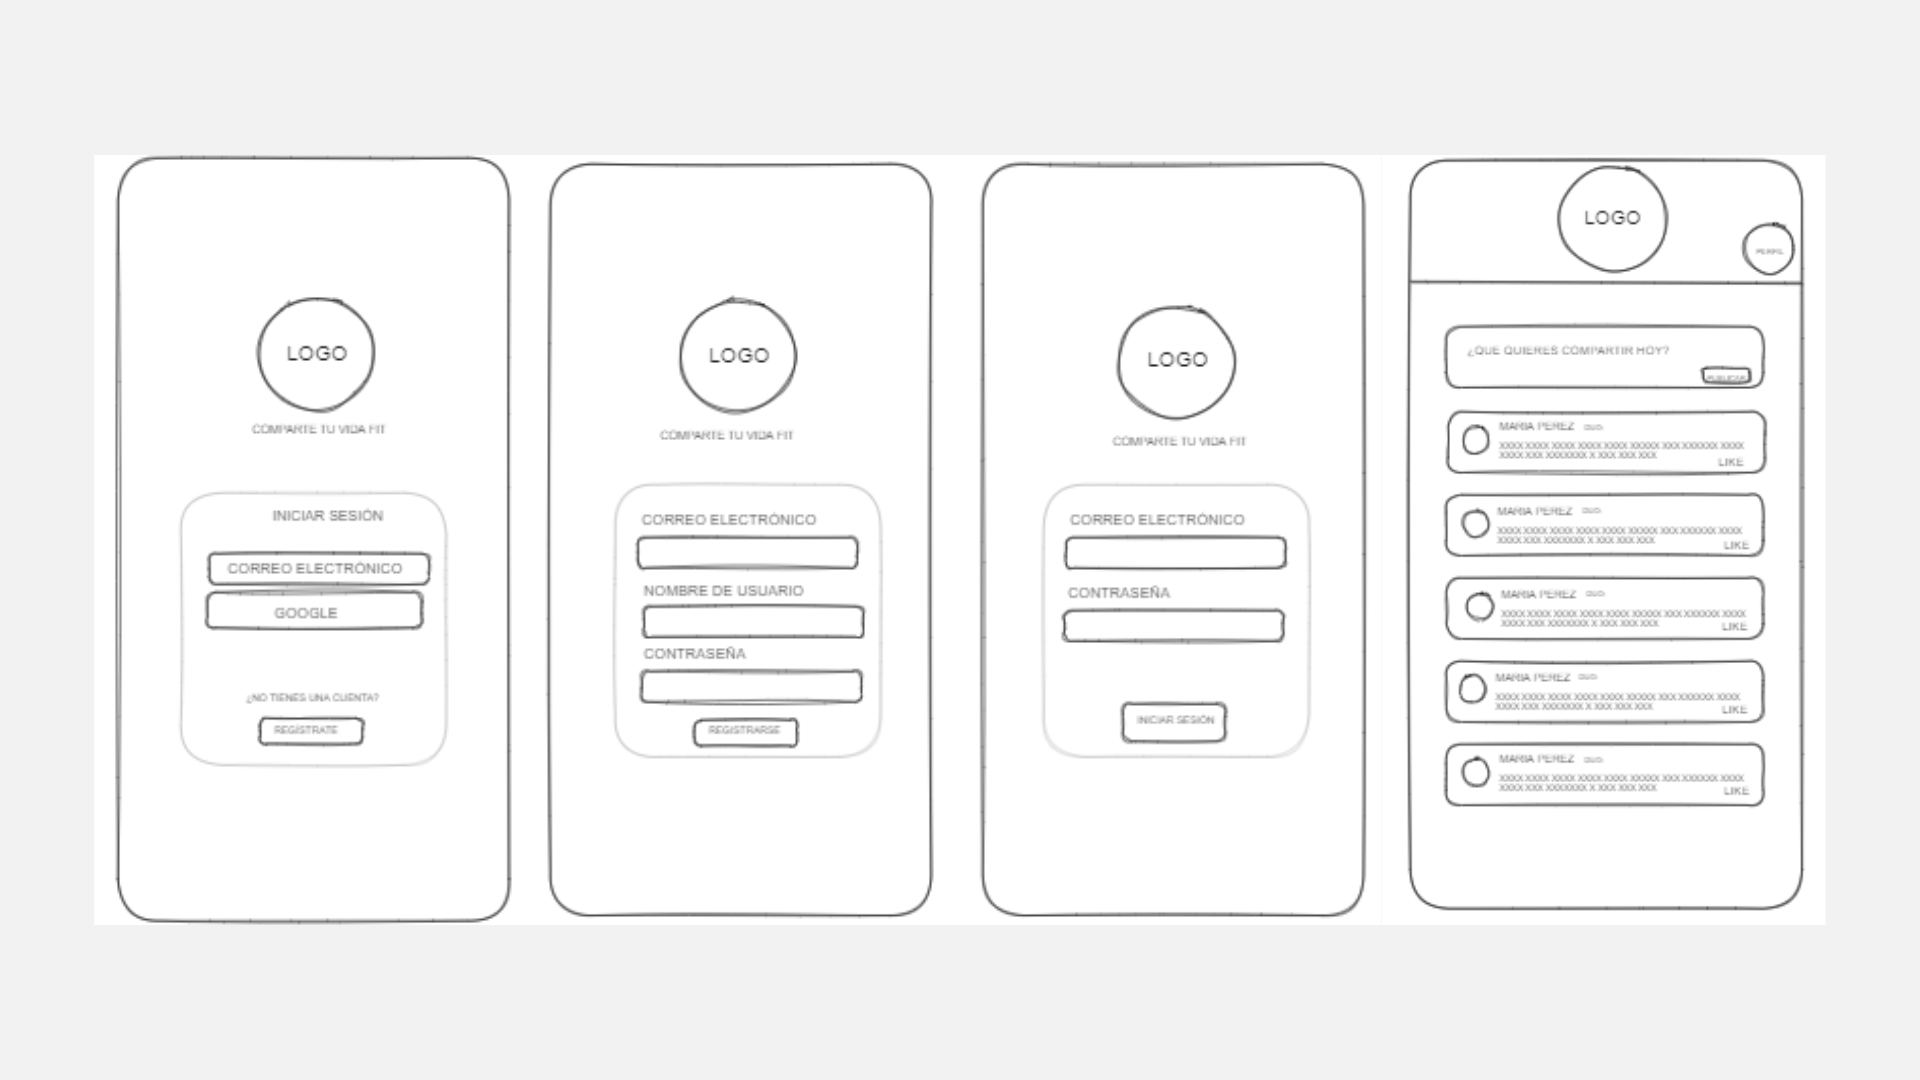 LOGO
COMPARTE TU VIDA FIT
INICIAR SESIÓN
CORREO ELECTRÓNICO
GOOGLE
¿NO TIENES UNA CUENTA?
REGISTRATE
LOGO
COMPARTE TU VIDA FIT
CORREO ELECTRÓNICO
NOMBRE DE USUARIO
CONTRASEÑA
REGISTRARSE
LOGO
COMPARTE TU VIDA FIT
CORREO ELECTRÓNICO
CONTRASEÑA
INICIAR SESIÓN
LOGO
PERFIL
¿QUE QUIERES COMPARTIR HOY?
PUBLICAR
MARIA PEREZ
XXXX XXXX XXXX XXXX XXXX XXXXX XXX XXXXXX XXXX
XXXX XXX XXXXXXX X XXX XXX XXX
LIKE
MARIA PEREZ
XXXX XXXX XXXX XXXX XXXX XXXXX XXX XXXXXX XXXX
XXXX XXX XXXXXXX X XXX XXX XXX
LIKE
MARIA PEREZ
XXXX XXXX XXXX XXXX XXXX XXXXX XXX XXXXXX XXXX
XXXX XXX XXXXXXX X XXX XXX XXX
LIKE
MARIA PEREZ
XXXX XXXX XXXX XXXX XXXX XXXXX XXX XXXXXX XXXX
XXXX XXX XXXXXXX X XXX XXX XXX
LIKE
MARIA PEREZ
XXXX XXXX XXXX XXXX XXXX XXXXX XXX XXXXXX XXXX
XXXX XXX XXXXXXX X XXX XXX XXX
LIKE